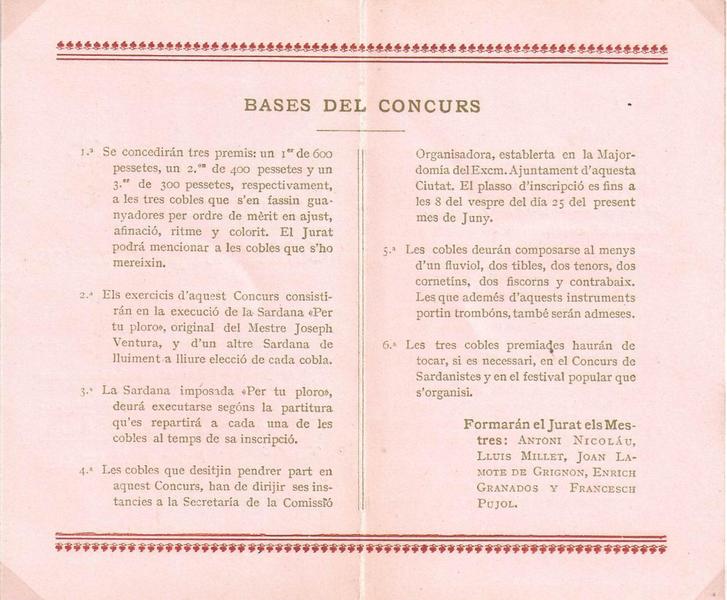 BASES DEL CONCURS
1.ª Se concedirán tres premis: un 1er de 600
pessetes, un 2.on de 400 pessetes y un
3.er de 300 pessetes, respectivament,
a les tres cobles que s'en fassin gua-
nyadores per ordre de mèrit en ajust,
afinació, ritme y colorit. El Jurat
podrá mencionar a les cobles que s'ho
mereixin.
2.ª Els exercicis d'aquest Concurs consisti-
rán en la execució de la Sardana «Per
tu ploro», original del Mestre Joseph
Ventura, y d'un altre Sardana de
lluiment a lliure elecció de cada cobla.
3.ª La Sardana imposada «Per tu ploro»,
deurá executarse segóns la partitura
qu'es repartirá a cada una de les
cobles al temps de sa inscripció.
4.ª Les cobles que desitjin pendrer part en
aquest Concurs, han de dirijir ses ins-
tancies a la Secretaría de la Comissió
Organisadora, establerta en la Major-
domía del Excm. Ajuntament d'aquesta
Ciutat. El plasso d'inscripció es fins a
les 8 del vespre del día 25 del present
mes de Juny.
5.ª Les cobles deurán composarse al menys
d'un fluviol, dos tibles, dos tenors, dos
cornetíns, dos fiscorns y contrabaix.
Les que ademés d'aquests instruments
portin trombóns, també serán admeses.
6.ª Les tres cobles premiades haurán de
tocar, si es necessari, en el Concurs de
Sardanistes y en el festival popular que
s'organisi.
Formarán el Jurat els Mes-
tres: ANTONI NICOLÁU,
LLUIS MILLET, JOAN LA-
MOTE DE GRIGNON, ENRICH
GRANADOS Y FRANCESCH
PUJOL.